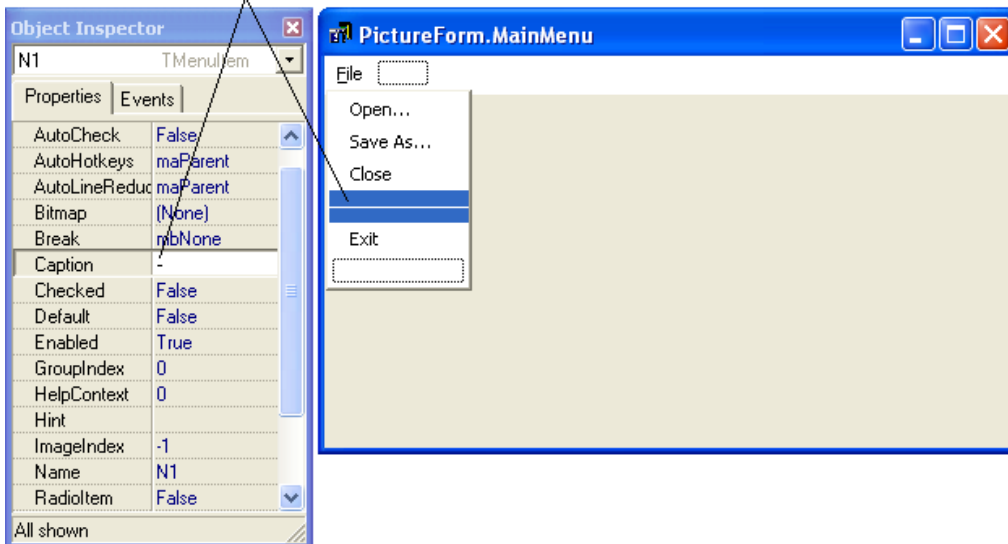 Object Inspector
N1 TMenuItem
Properties Events
AutoCheck False
AutoHotkeys maParent
AutoLineReduc maParent
Bitmap (None)
Break mbNone
Caption -
Checked False
Default False
Enabled True
GroupIndex 0
HelpContext 0
Hint
ImageIndex -1
Name N1
RadioItem False
All shown
PictureForm.MainMenu
File
Open...
Save As...
Close
Exit